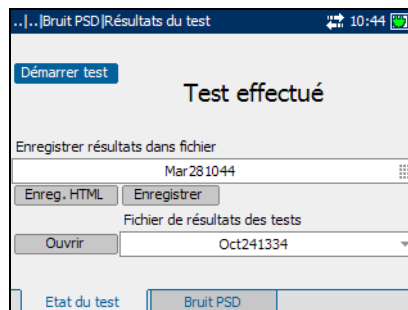 ..|..|Bruit PSD|Résultats du test 10:44
Démarrer test
Test effectué
Enregistrer résultats dans fichier
Mar281044
Enreg. HTML Enregistrer
Fichier de résultats des tests
Ouvrir Oct241334
Etat du test Bruit PSD